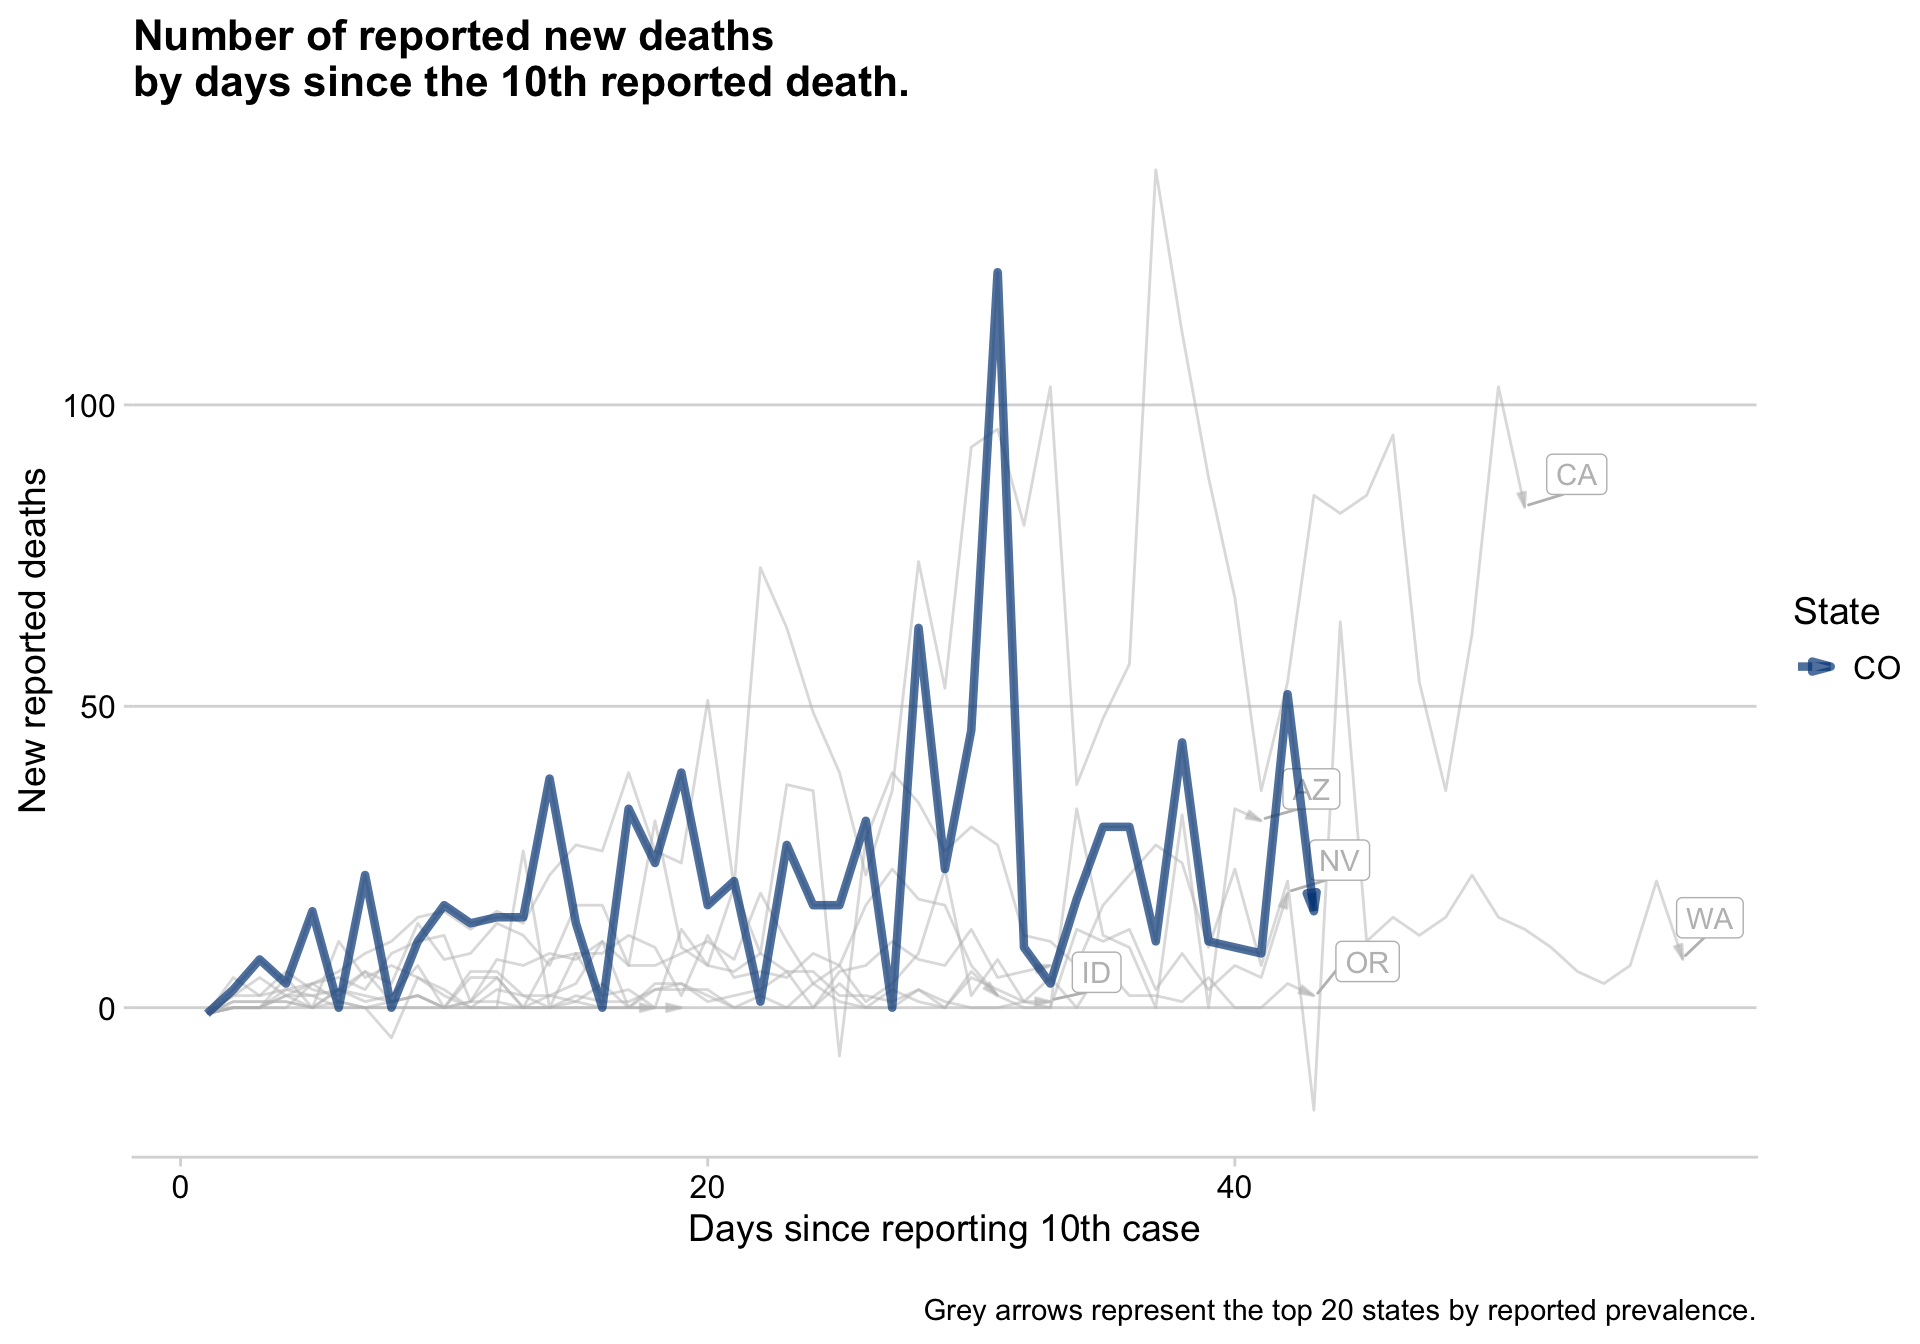 Number of reported new deaths
by days since the 10th reported death.
New reported deaths
100
50
0
CA
AZ
NV
WA
OR
ID
State
CO
0
20
40
Days since reporting 10th case
Grey arrows represent the top 20 states by reported prevalence.